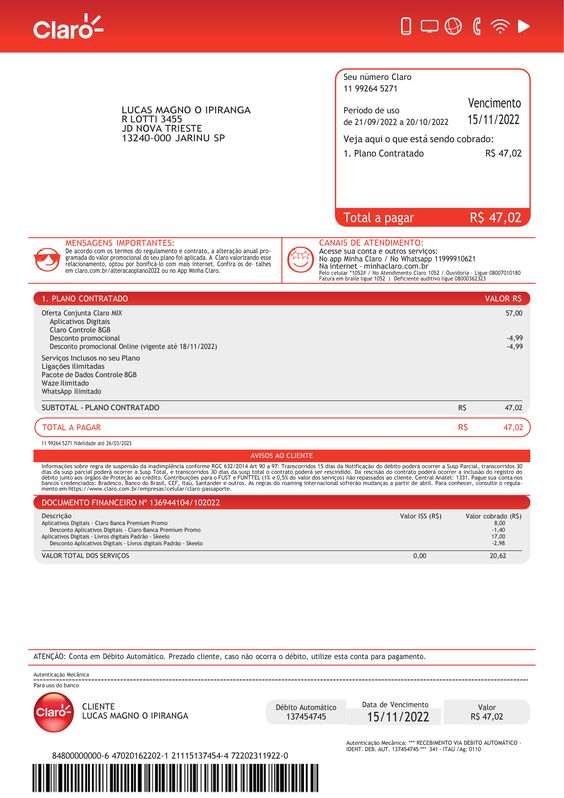 Claro
Seu número Claro
11 99264 5271
Vencimento
Período de uso
de 21/09/2022 a 20/10/2022
15/11/2022
Veja aqui o que está sendo cobrado:
1. Plano Contratado R$ 47,02
Total a pagar R$ 47,02
LUCAS MAGNO O IPIRANGA
R LOTTI 3455
JD NOVA TRIESTE
13240-000 JARINU SP
MENSAGENS IMPORTANTES:
De acordo com os termos do regulamento e contrato, a alteração anual pro-
gramada do valor promocional do seu plano foi aplicada. A Claro valorizando esse
relacionamento, optou por bonificá-lo com mais internet. Confira os de- talhes
em claro.com.br/alteracaoplano2022 ou no App Minha Claro.
CANAIS DE ATENDIMENTO:
Acesse sua conta e outros serviços:
No app Minha Claro / No Whatsapp 11999910621
Na internet - minhaclaro.com.br
Pelo celular *1052# / No Atendimento Claro 1052 / Ouvidoria - Ligue 08007010180
Fatura em braile ligue 1052 | Deficiente auditivo ligue 08000362323
1. PLANO CONTRATADO VALOR R$
Oferta Conjunta Claro MIX 57,00
Aplicativos Digitais
Claro Controle 8GB
Desconto promocional -4,99
Desconto promocional Online (vigente até 18/11/2022) -4,99
Serviços Inclusos no seu Plano
Ligações ilimitadas
Pacote de Dados Controle 8GB
Waze Ilimitado
WhatsApp Ilimitado
SUBTOTAL - PLANO CONTRATADO R$ 47,02
TOTAL A PAGAR R$ 47,02
11 99264 5271 fidelidade até 26/03/2023
AVISOS AO CLIENTE
Informações sobre regra de suspensão da inadimplência conforme RGC 632/2014 Art 90 a 97: Transcorridos 15 dias da Notificação do débito poderá ocorrer a Susp Parcial, transcorridos 30
dias da susp parcial poderá ocorrer a Susp Total, e transcorridos 30 dias da susp total o contrato poderá ser rescindido. Da rescisão do contrato poderá ocorrer a inclusão do registro do
débito junto aos órgãos de Proteção ao crédito. Contribuições para o FUST e FUNTTEL (1% e 0,5% do valor dos serviços) não repassados ao cliente. Central Anatel: 1331. Pague sua conta nos
bancos credenciados: Bradesco, Banco do Brasil, CEF, Itaú, Santander e outros. As regras do roaming internacional sofrerão mudanças a partir de abril. Para conhecer, consulte o regula-
mento em https://www.claro.com.br/empresas/celular/claro-passaporte.
DOCUMENTO FINANCEIRO Nº 136944104/102022
Descrição Valor ISS (R$) Valor cobrado (R$)
Aplicativos Digitais - Claro Banca Premium Promo 8,00
Desconto Aplicativos Digitais - Claro Banca Premium Promo -1,40
Aplicativos Digitais - Livros digitais Padrão - Skeelo 17,00
Desconto Aplicativos Digitais - Livros digitais Padrão - Skeelo -2,98
VALOR TOTAL DOS SERVIÇOS 0,00 20,62
ATENÇÃO: Conta em Débito Automático. Prezado cliente, caso não ocorra o débito, utilize esta conta para pagamento.
Autenticação Mecânica
Para uso do banco
Claro
CLIENTE
LUCAS MAGNO O IPIRANGA
Débito Automático
137454745
Data de Vencimento
15/11/2022
Valor
R$ 47,02
Autenticação Mecânica: *** RECEBIMENTO VIA DÉBITO AUTOMÁTICO -
IDENT. DEB. AUT. 137454745 *** 341 - ITAU /Ag: 0110
84800000000-6 47020162202-1 21115137454-4 72202311922-0